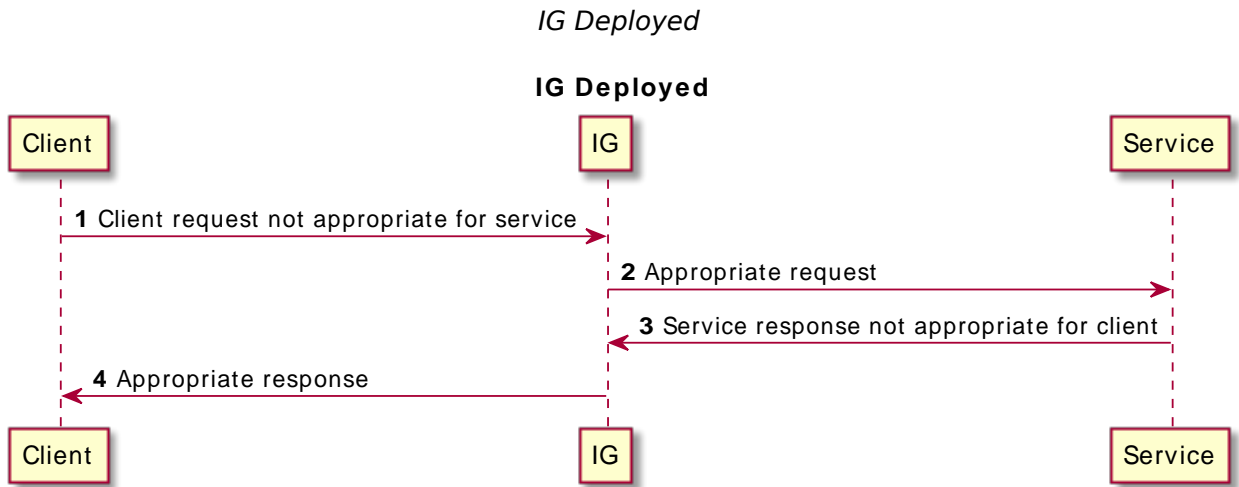 IG Deployed
IG Deployed
Client
IG
Service
1 Client request not appropriate for service
2 Appropriate request
3 Service response not appropriate for client
4 Appropriate response
Client
IG
Service